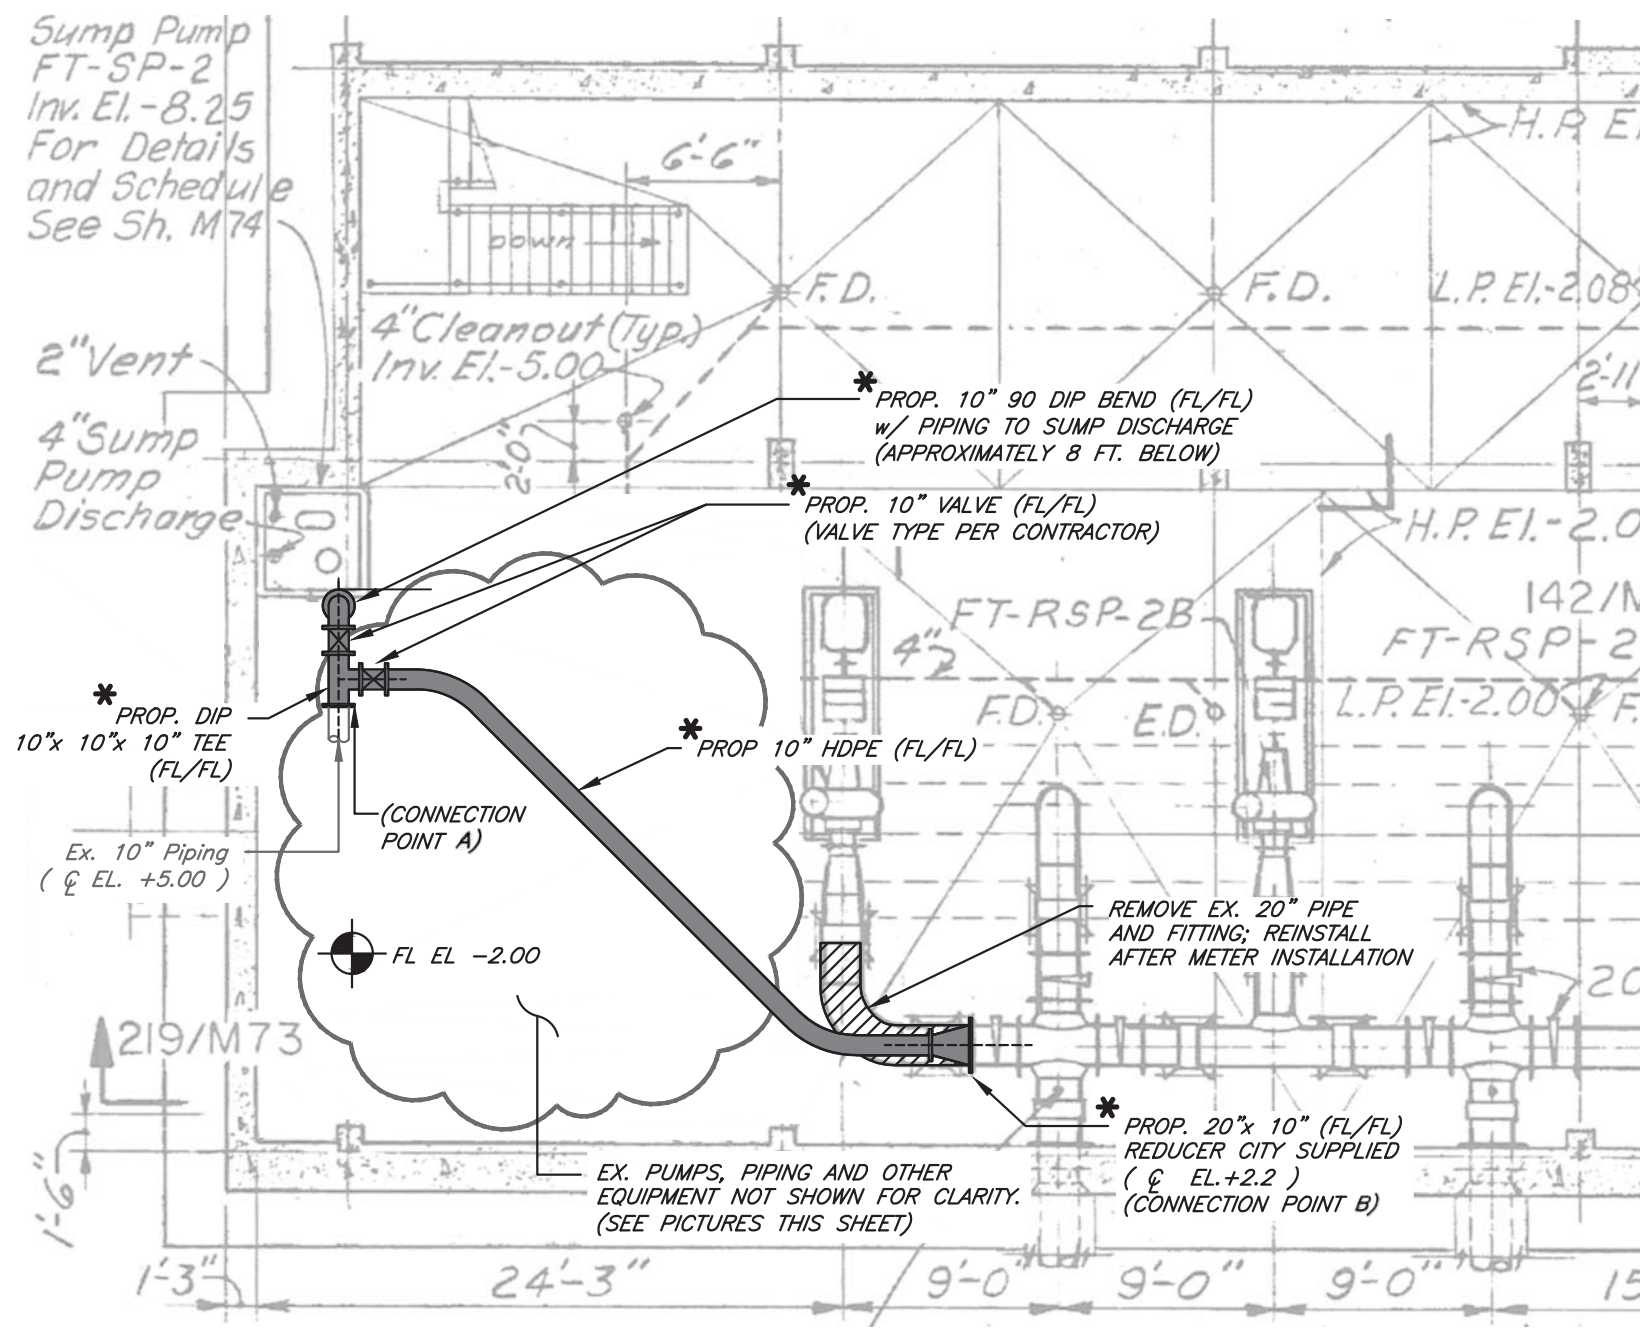 Sump Pump
FT-SP-2
Inv. El.-8.25
For Details
and Schedule
See Sh. M74
6'-6"
H.P. El
DOWN
F.D.
F.D.
L.P. El.-2.08
2"Vent
4"Cleanout (Typ.)
Inv. El.-5.00
2'-11
2'-0"
4"Sump
Pump
Discharge
* PROP. 10" 90 DIP BEND (FL/FL)
w/ PIPING TO SUMP DISCHARGE
(APPROXIMATELY 8 FT. BELOW)
* PROP. 10" VALVE (FL/FL)
(VALVE TYPE PER CONTRACTOR)
H.P. El.-2.0
142/M
FT-RSP-2B
FT-RSP-2
4"
F.D.
E.D.
L.P. El.-2.00
F.
* PROP. DIP
10"x 10"x 10" TEE
(FL/FL)
* PROP 10" HDPE (FL/FL)
(CONNECTION
POINT A)
Ex. 10" Piping
( ℄ EL. +5.00 )
REMOVE EX. 20" PIPE
AND FITTING; REINSTALL
AFTER METER INSTALLATION
FL EL -2.00
20
219/M73
* PROP. 20"x 10" (FL/FL)
REDUCER CITY SUPPLIED
( ℄ EL.+2.2 )
(CONNECTION POINT B)
EX. PUMPS, PIPING AND OTHER
EQUIPMENT NOT SHOWN FOR CLARITY.
(SEE PICTURES THIS SHEET)
1'-6"
1'-3"
24'-3"
9'-0"
9'-0"
9'-0"
15